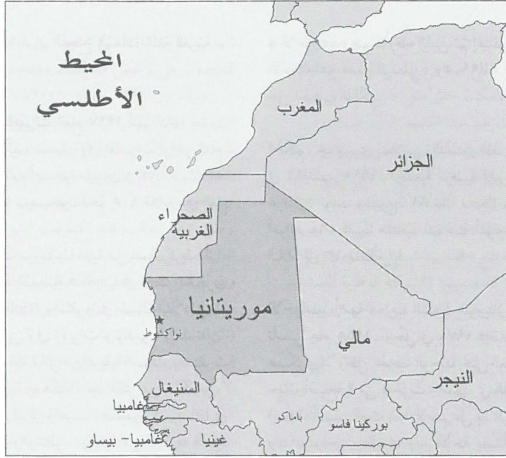 المحيط
الأطلسي
المغرب
الجزائر
الصحراء
الغربية
موريتانيا
نواكشوط
مالي
النيجر
السنيغال
غامبيا
غامبيا - بيساو
غينيا
باماكو
بوركينا فاسو